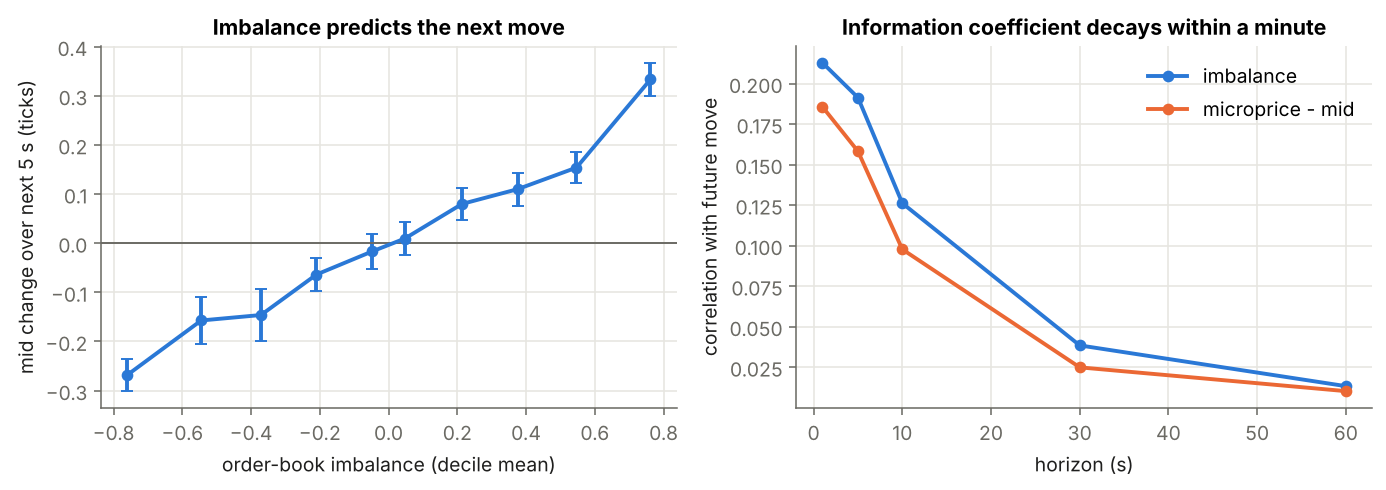 Imbalance predicts the next move
mid change over next 5 s (ticks)
0.4
0.3
0.2
0.1
0.0
−0.1
−0.2
−0.3
−0.8 −0.6 −0.4 −0.2 0.0 0.2 0.4 0.6 0.8
order-book imbalance (decile mean)
Information coefficient decays within a minute
correlation with future move
0.200
0.175
0.150
0.125
0.100
0.075
0.050
0.025
imbalance
microprice - mid
0 10 20 30 40 50 60
horizon (s)